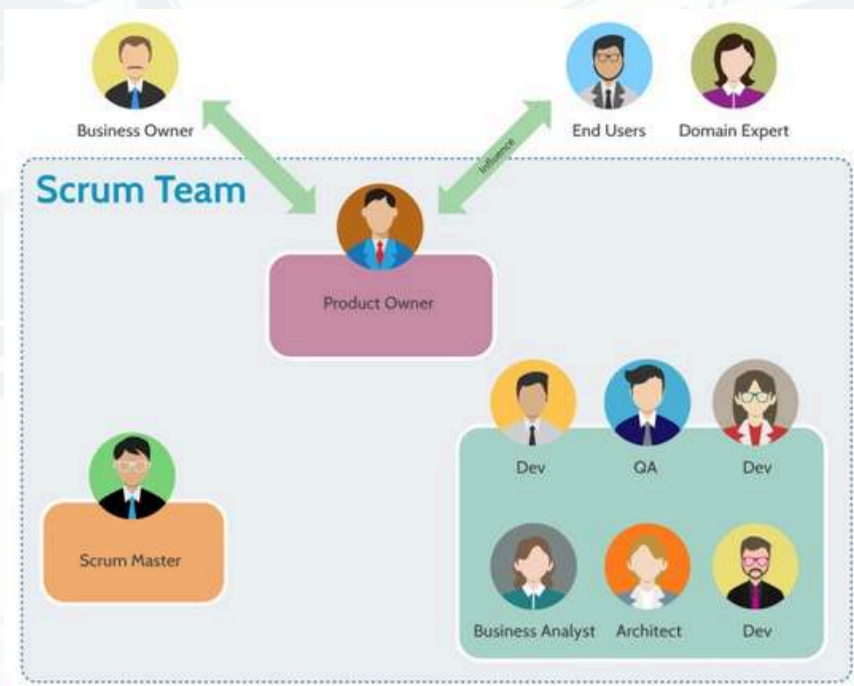 Business Owner
End Users
Domain Expert
Influence
Scrum Team
Product Owner
Dev
QA
Dev
Scrum Master
Business Analyst
Architect
Dev